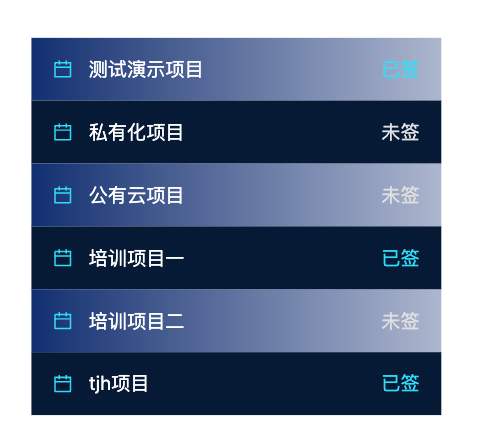 测试演示项目 已签
私有化项目 未签
公有云项目 未签
培训项目一 已签
培训项目二 未签
tjh项目 已签